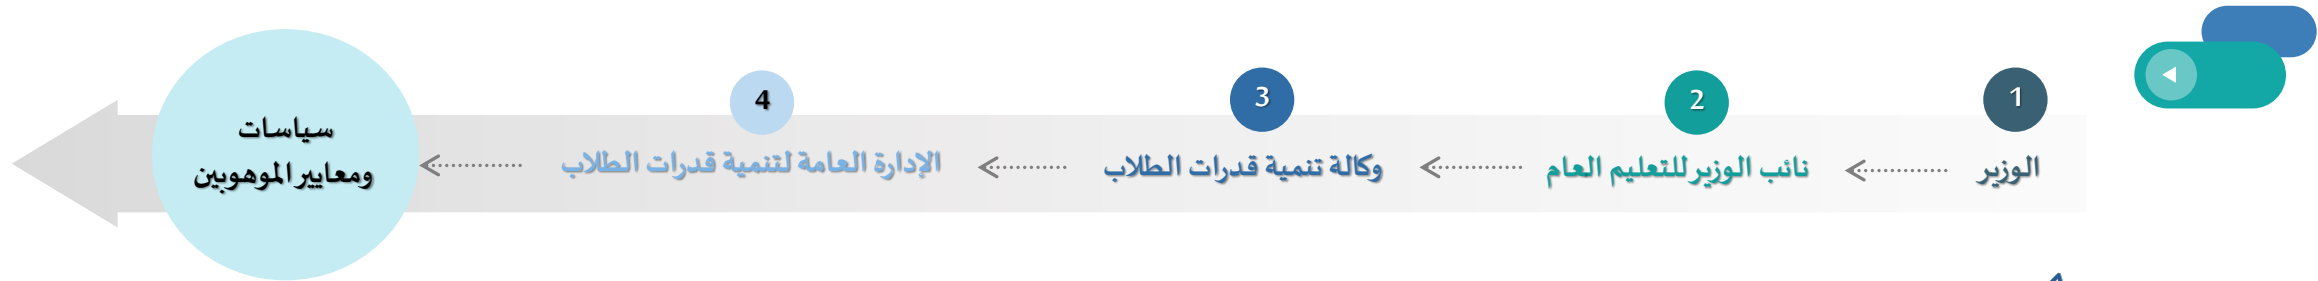 1
الوزير
2
نائب الوزير للتعليم العام
3
وكالة تنمية قدرات الطلاب
4
الإدارة العامة لتنمية قدرات الطلاب
سياسات
ومعايير الموهوبين